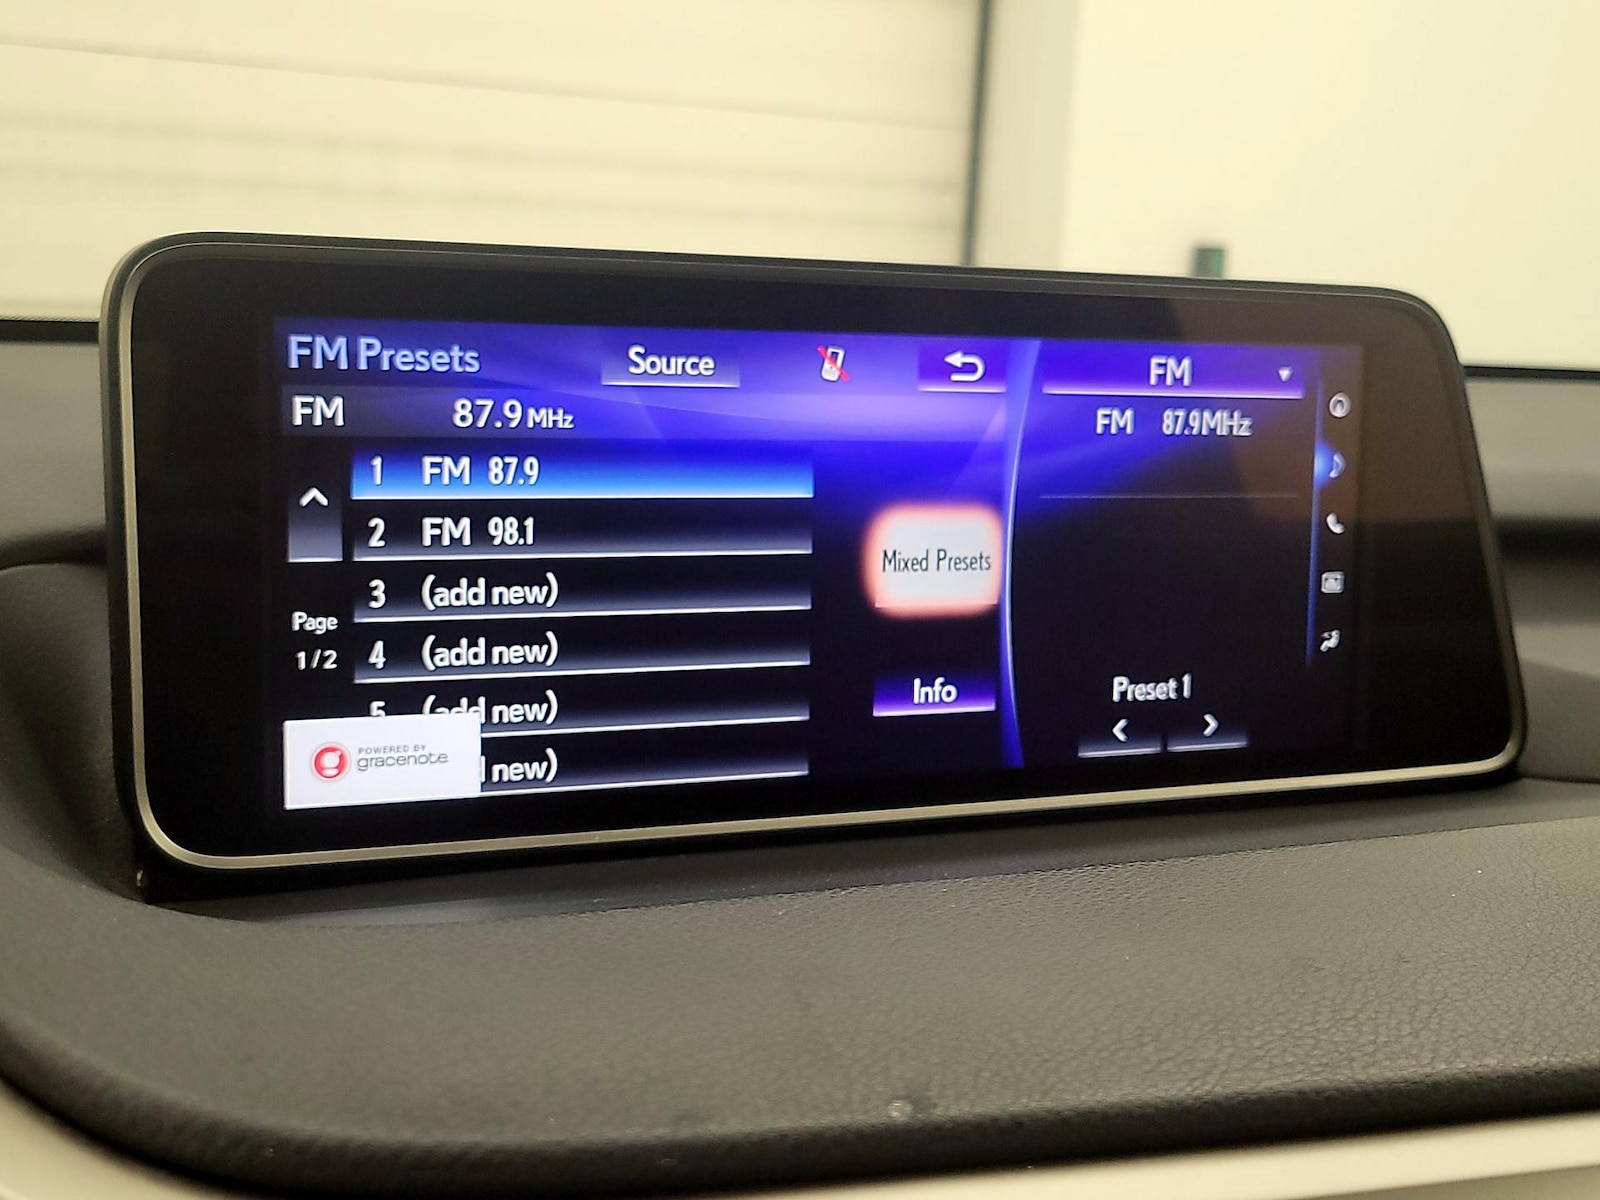 FM Presets
Source
FM
FM 87.9 MHz
FM 87.9MHz
1 FM 87.9
2 FM 98.1
3 (add new)
4 (add new)
5 (add new)
new)
Page
1/2
Mixed Presets
Info
Preset 1
POWERED BY
gracenote